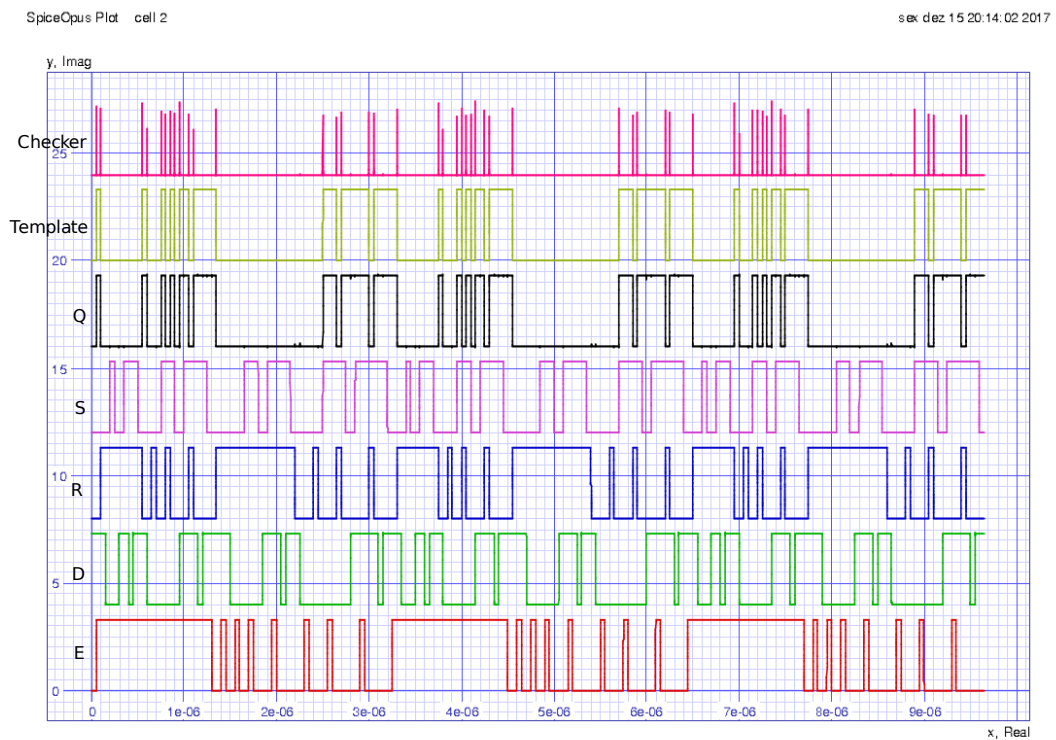 SpiceOpus Plot cell 2 sex dez 15 20:14:02 2017
y, Imag
Checker
25
Template
20
Q
15
S
10
R
D
5
E
0
0 1e-06 2e-06 3e-06 4e-06 5e-06 6e-06 7e-06 8e-06 9e-06
x, Real